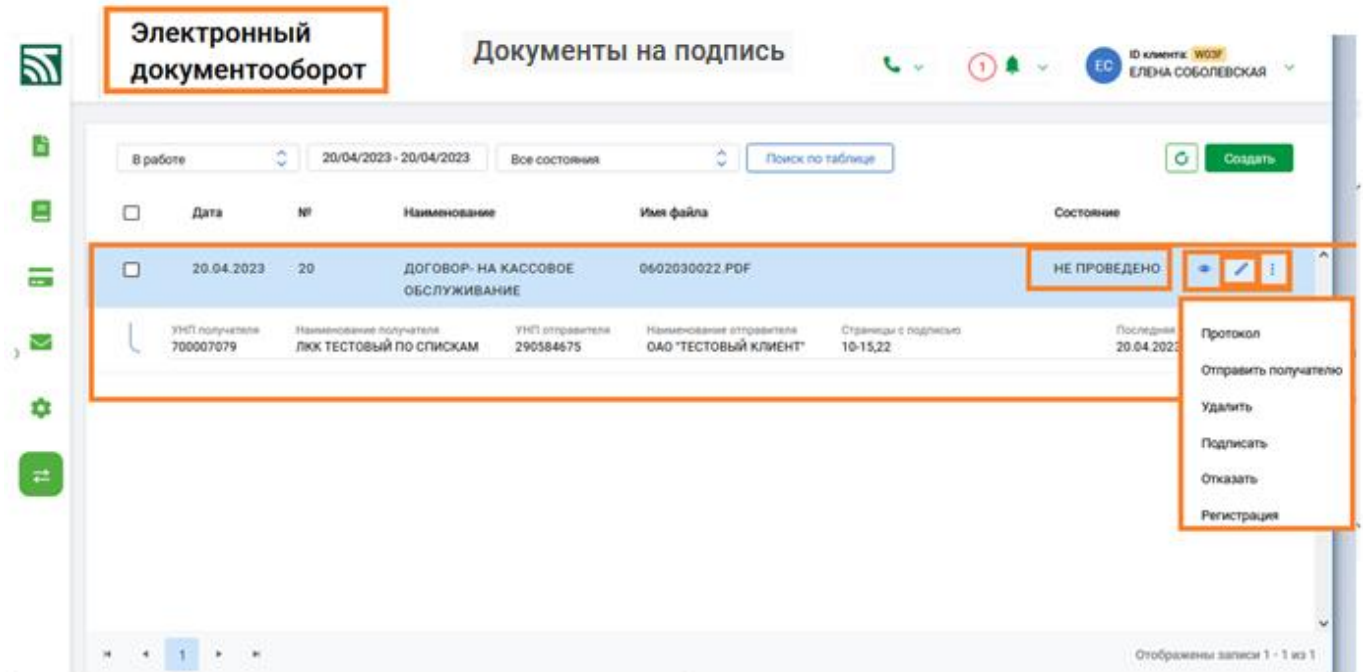 Электронный
документооборот
Документы на подпись
1
ЕС
ID клиента: W03F
ЕЛЕНА СОБОЛЕВСКАЯ
В работе
20/04/2023 - 20/04/2023
Все состояния
Поиск по таблице
Создать
Дата № Наименование Имя файла Состояние
20.04.2023 20 ДОГОВОР- НА КАССОВОЕ 0602030022.PDF НЕ ПРОВЕДЕНО
ОБСЛУЖИВАНИЕ
УНП получателя Наименование получателя УНП отправителя Наименование отправителя Страницы с подписью Последняя
700007079 ЛКК ТЕСТОВЫЙ ПО СПИСКАМ 290584675 ОАО "ТЕСТОВЫЙ КЛИЕНТ" 10-15,22 20.04.2023
Протокол
Отправить получателю
Удалить
Подписать
Отказать
Регистрация
1
Отображены записи 1 - 1 из 1